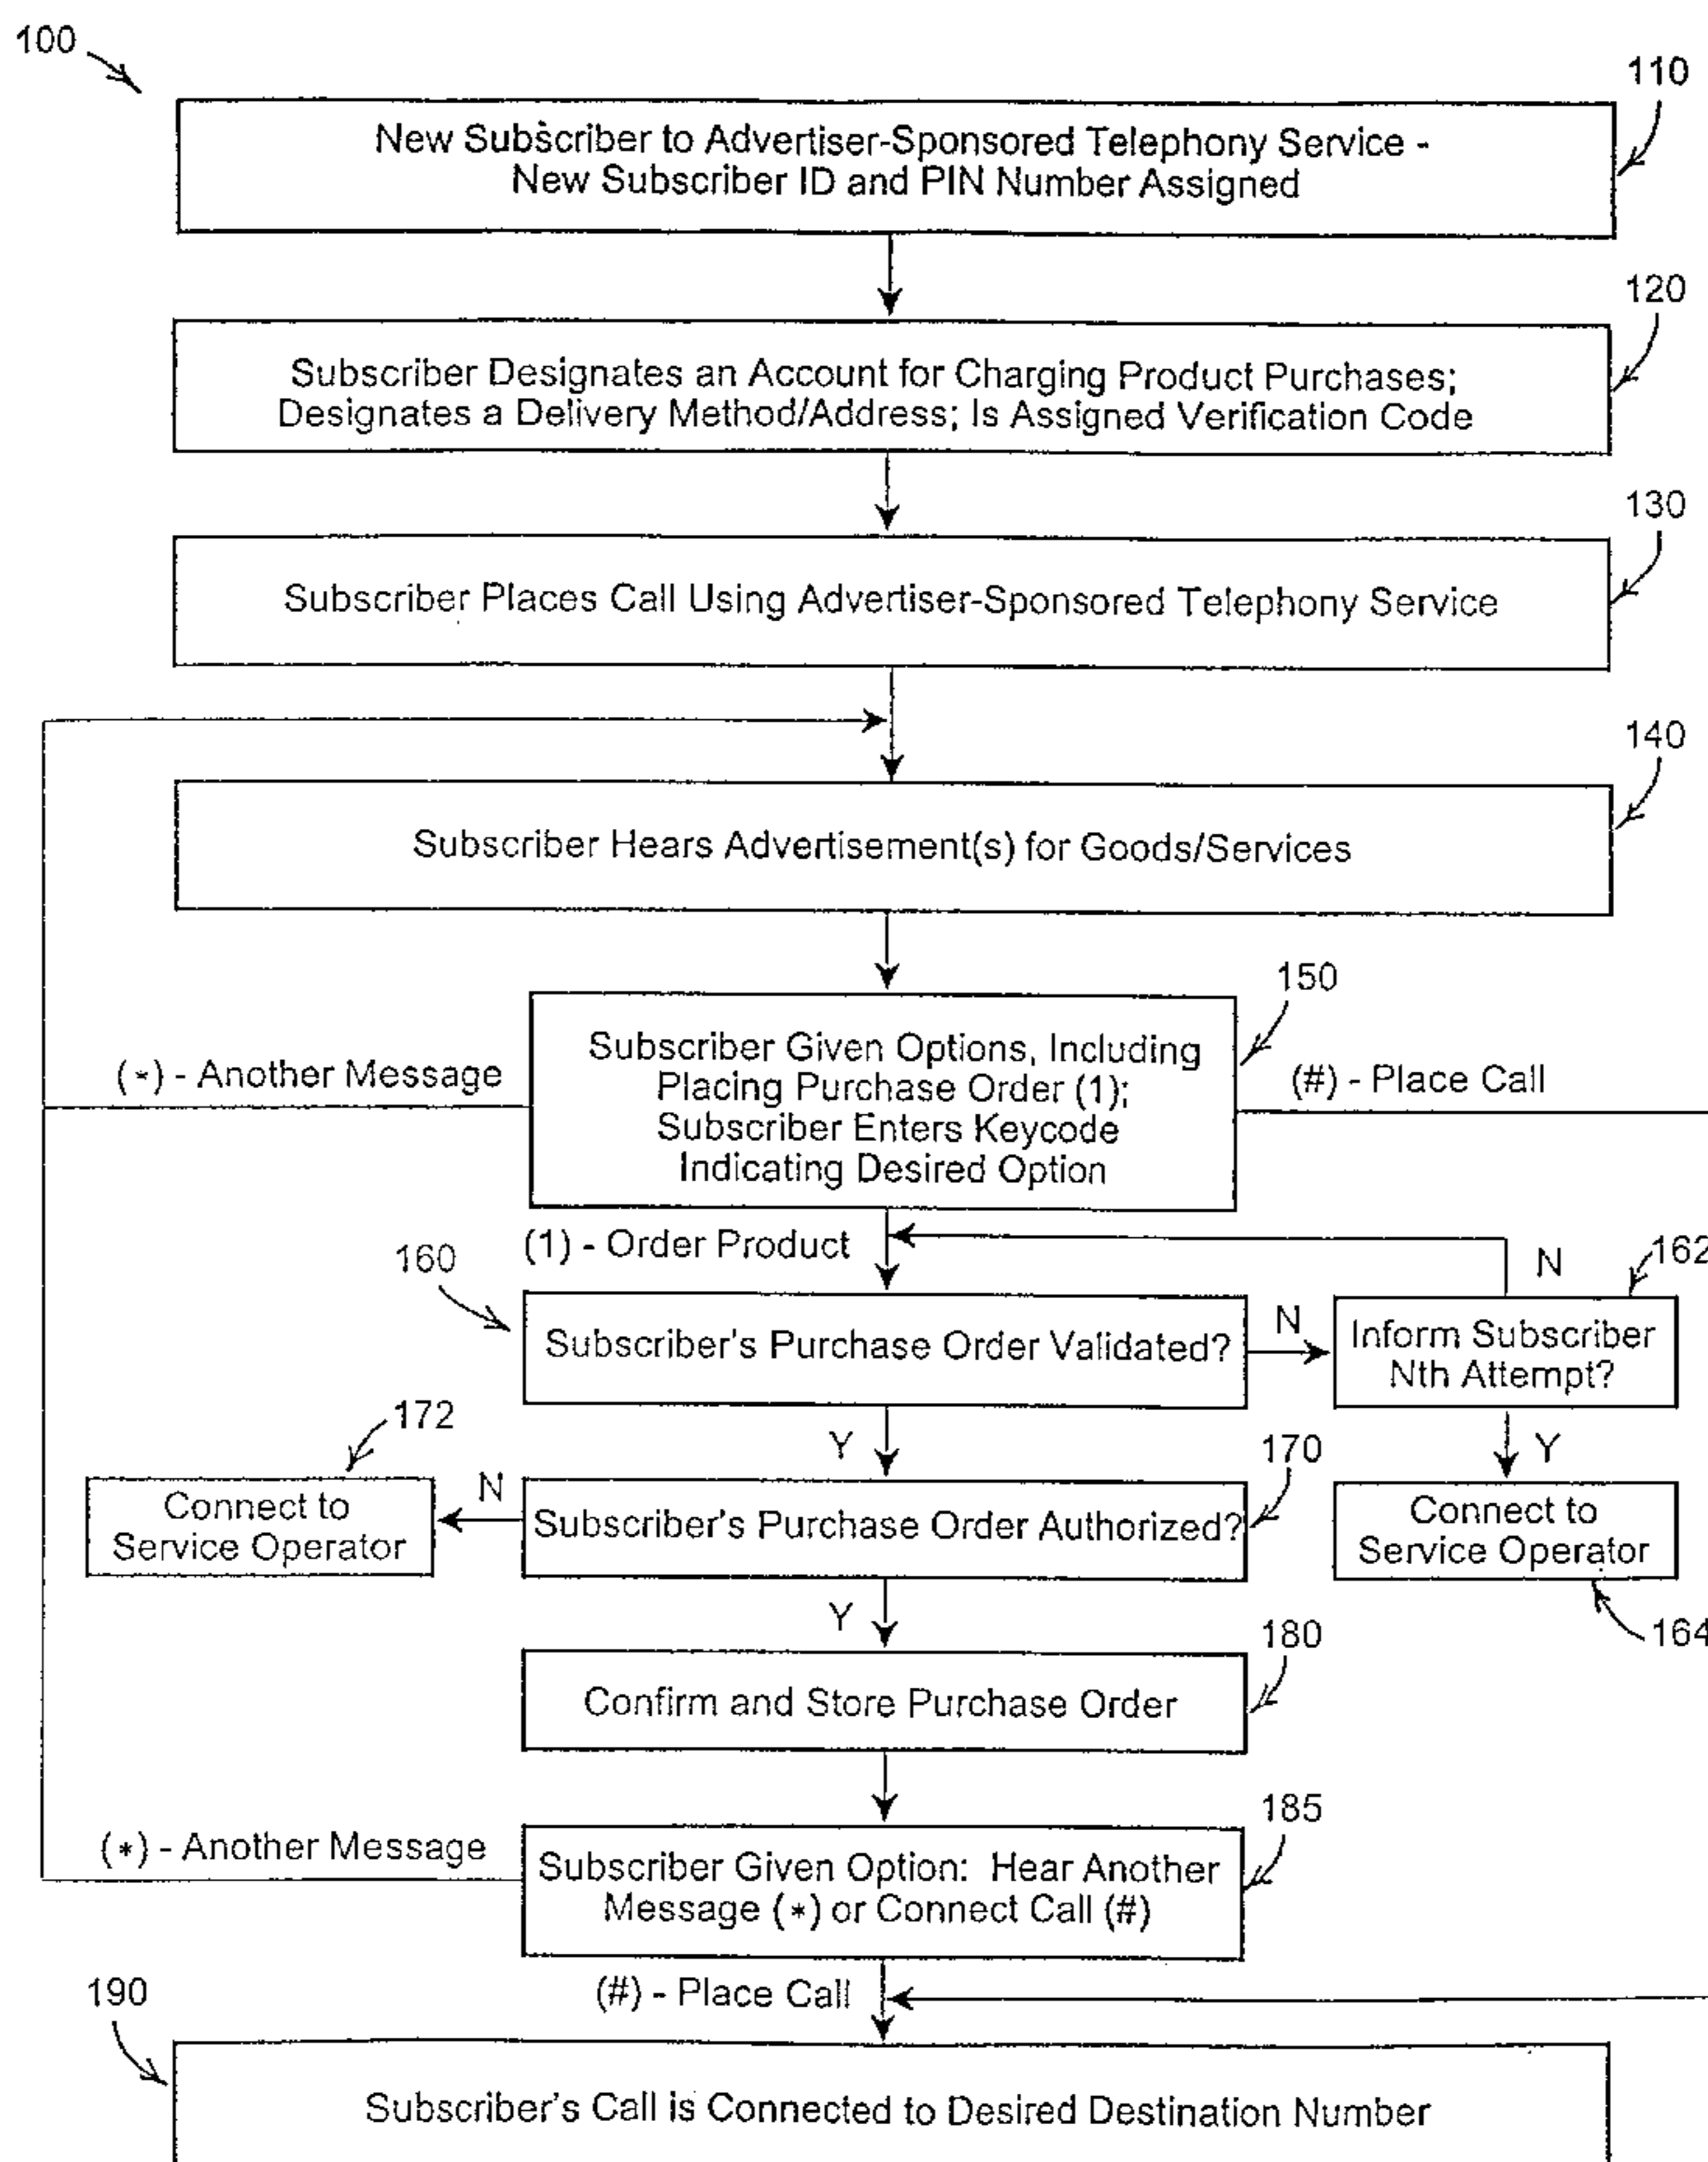 100
110
New Subscriber to Advertiser-Sponsored Telephony Service -
New Subscriber ID and PIN Number Assigned
120
Subscriber Designates an Account for Charging Product Purchases;
Designates a Delivery Method/Address; Is Assigned Verification Code
130
Subscriber Places Call Using Advertiser-Sponsored Telephony Service
140
Subscriber Hears Advertisement(s) for Goods/Services
150
Subscriber Given Options, Including
Placing Purchase Order (1);
Subscriber Enters Keycode
Indicating Desired Option
(*) - Another Message
(#) - Place Call
(1) - Order Product
160
Subscriber's Purchase Order Validated?
N
N
162
Inform Subscriber
Nth Attempt?
172
Y
170
Y
Connect to
Service Operator
N
Subscriber's Purchase Order Authorized?
Connect to
Service Operator
164
Y
180
Confirm and Store Purchase Order
185
(*) - Another Message
Subscriber Given Option: Hear Another
Message (*) or Connect Call (#)
190
(#) - Place Call
Subscriber's Call is Connected to Desired Destination Number